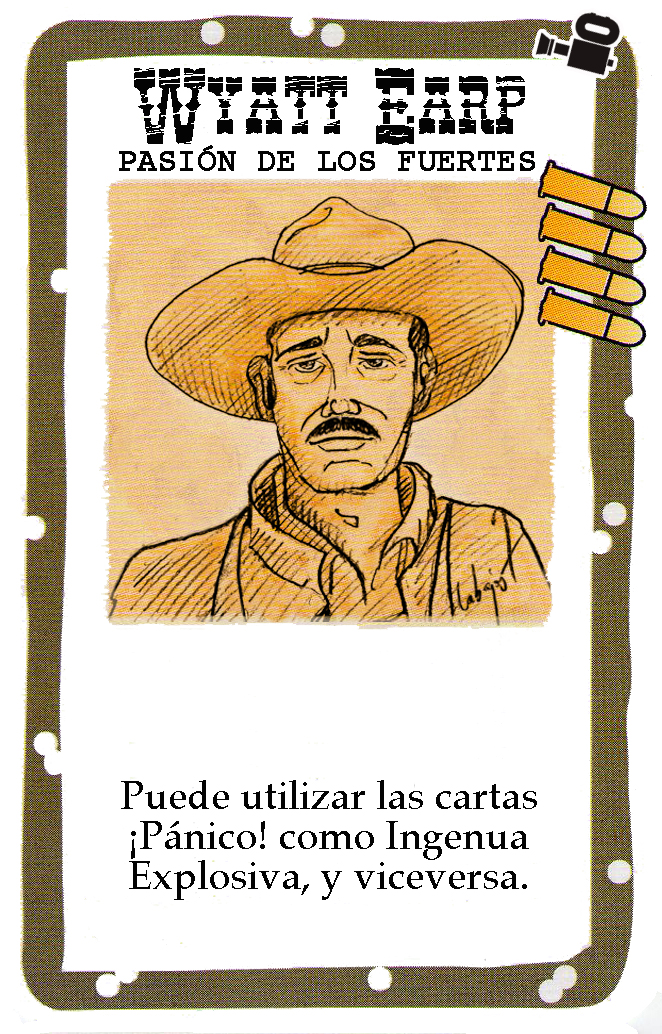 Wyatt Earp
PASIÓN DE LOS FUERTES
Puede utilizar las cartas
¡Pánico! como Ingenua
Explosiva, y viceversa.